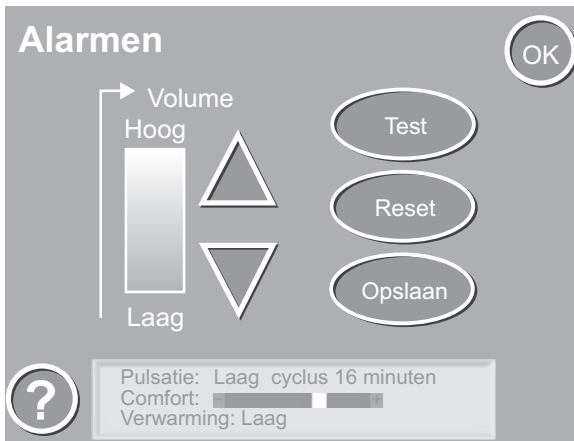 Alarmen
OK
Volume
Hoog
Laag
Test
Reset
Opslaan
?
Pulsatie: Laag cyclus 16 minuten
Comfort: - +
Verwarming: Laag